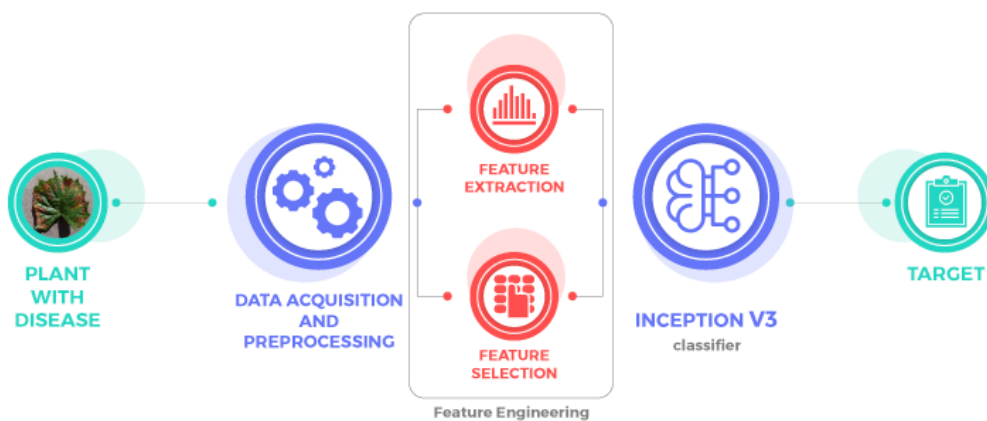 PLANT
WITH
DISEASE
DATA ACQUISITION
AND
PREPROCESSING
FEATURE
EXTRACTION
FEATURE
SELECTION
Feature Engineering
INCEPTION V3
classifier
TARGET